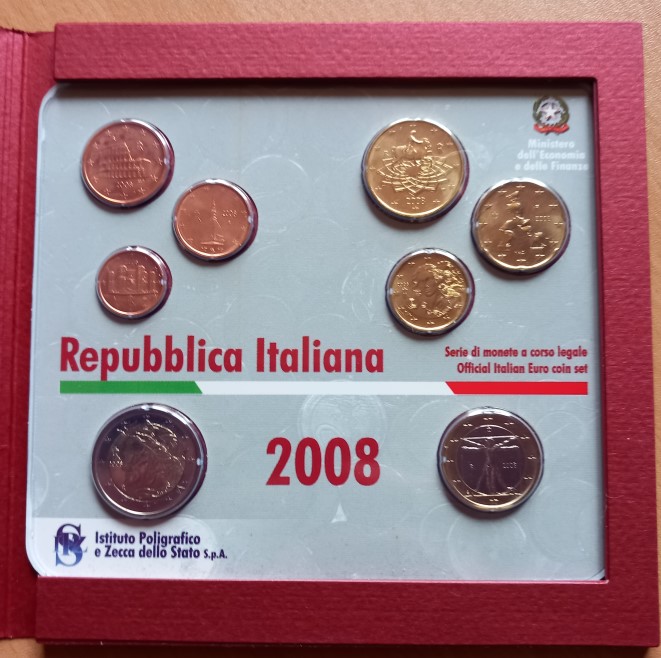 Ministero
dell'Economia
e delle Finanze
2008
Repubblica Italiana
Serie di monete a corso legale
Official Italian Euro coin set
2008
Istituto Poligrafico
e Zecca dello Stato S.p.A.